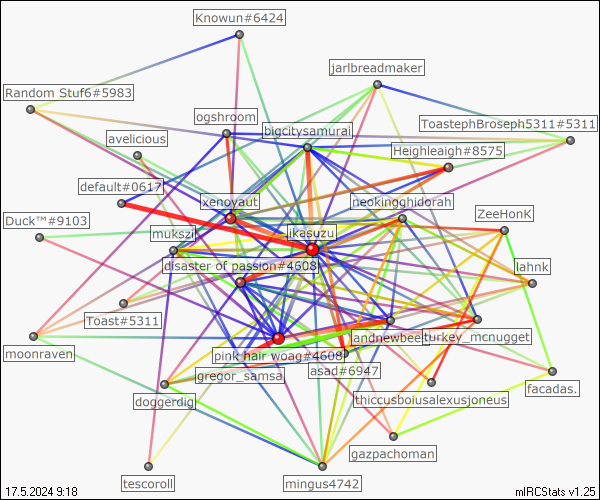 Knowun#6424
jarlbreadmaker
Random Stuf6#5983
ogshroom
ToastephBroseph5311#5311
bigcitysamurai
avelicious
Heighleaigh#8575
default#0617
xenoyaut
neokingghidorah
ZeeHonK
Duck™#9103
mukszi
jikesuzu
disaster of passion#4608
lahnk
Toast#5311
andnewbeer
turkey_mcnugget
moonraven
pink hair woag#4608
asad#6947
gregor_samsa
facadas.
doggerdig
thiccusboiusalexusjoneus
gazpachoman
tescoroll
mingus4742
17.5.2024 9:18
mIRCStats v1.25